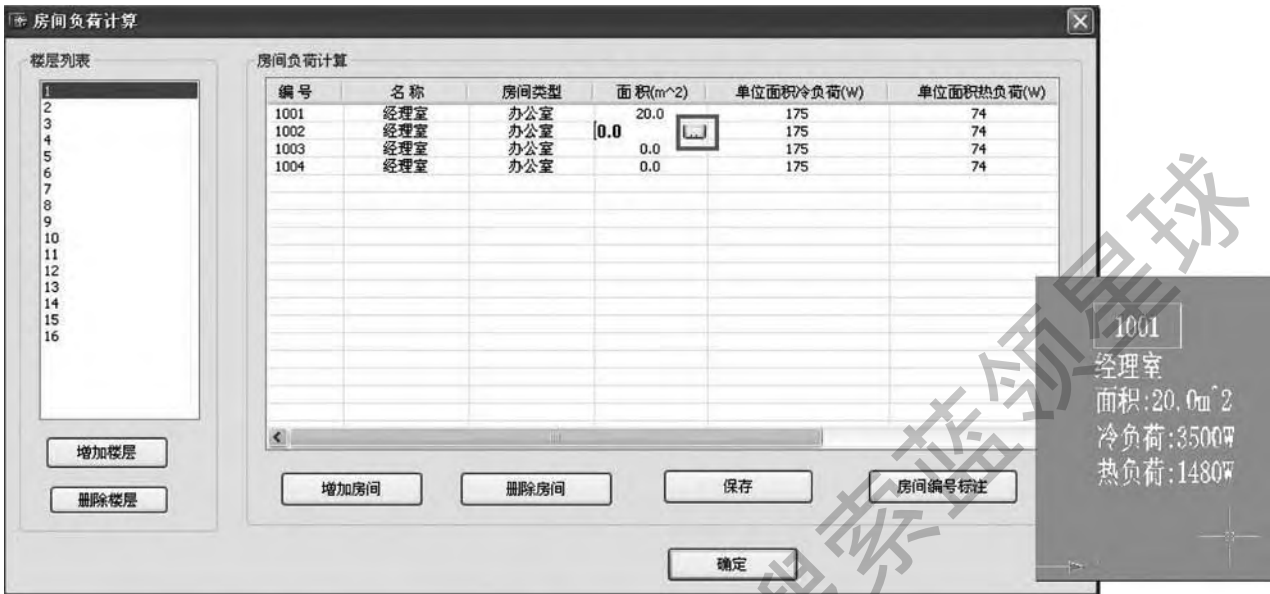 房间负荷计算
楼层列表
1
2
3
4
5
6
7
8
9
10
11
12
13
14
15
16
增加楼层
删除楼层
房间负荷计算
编号 名称 房间类型 面积(m^2) 单位面积冷负荷(W) 单位面积热负荷(W)
1001 经理室 办公室 20.0 175 74
1002 经理室 办公室 0.0 ... 175 74
1003 经理室 办公室 0.0 175 74
1004 经理室 办公室 0.0 175 74
增加房间 删除房间 保存 房间编号标注
确定
1001
经理室
面积:20.0m^2
冷负荷:3500W
热负荷:1480W
搜索蓝领星球